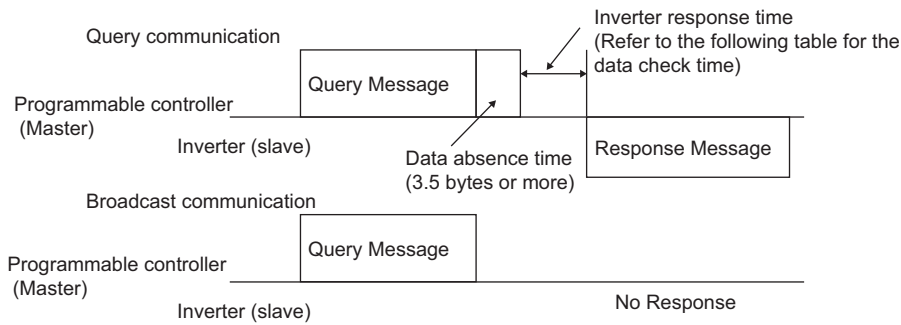 Inverter response time
(Refer to the following table for the
data check time)
Query communication
Query Message
Programmable controller
(Master)
Inverter (slave)
Data absence time
(3.5 bytes or more)
Response Message
Broadcast communication
Query Message
Programmable controller
(Master)
Inverter (slave)
No Response